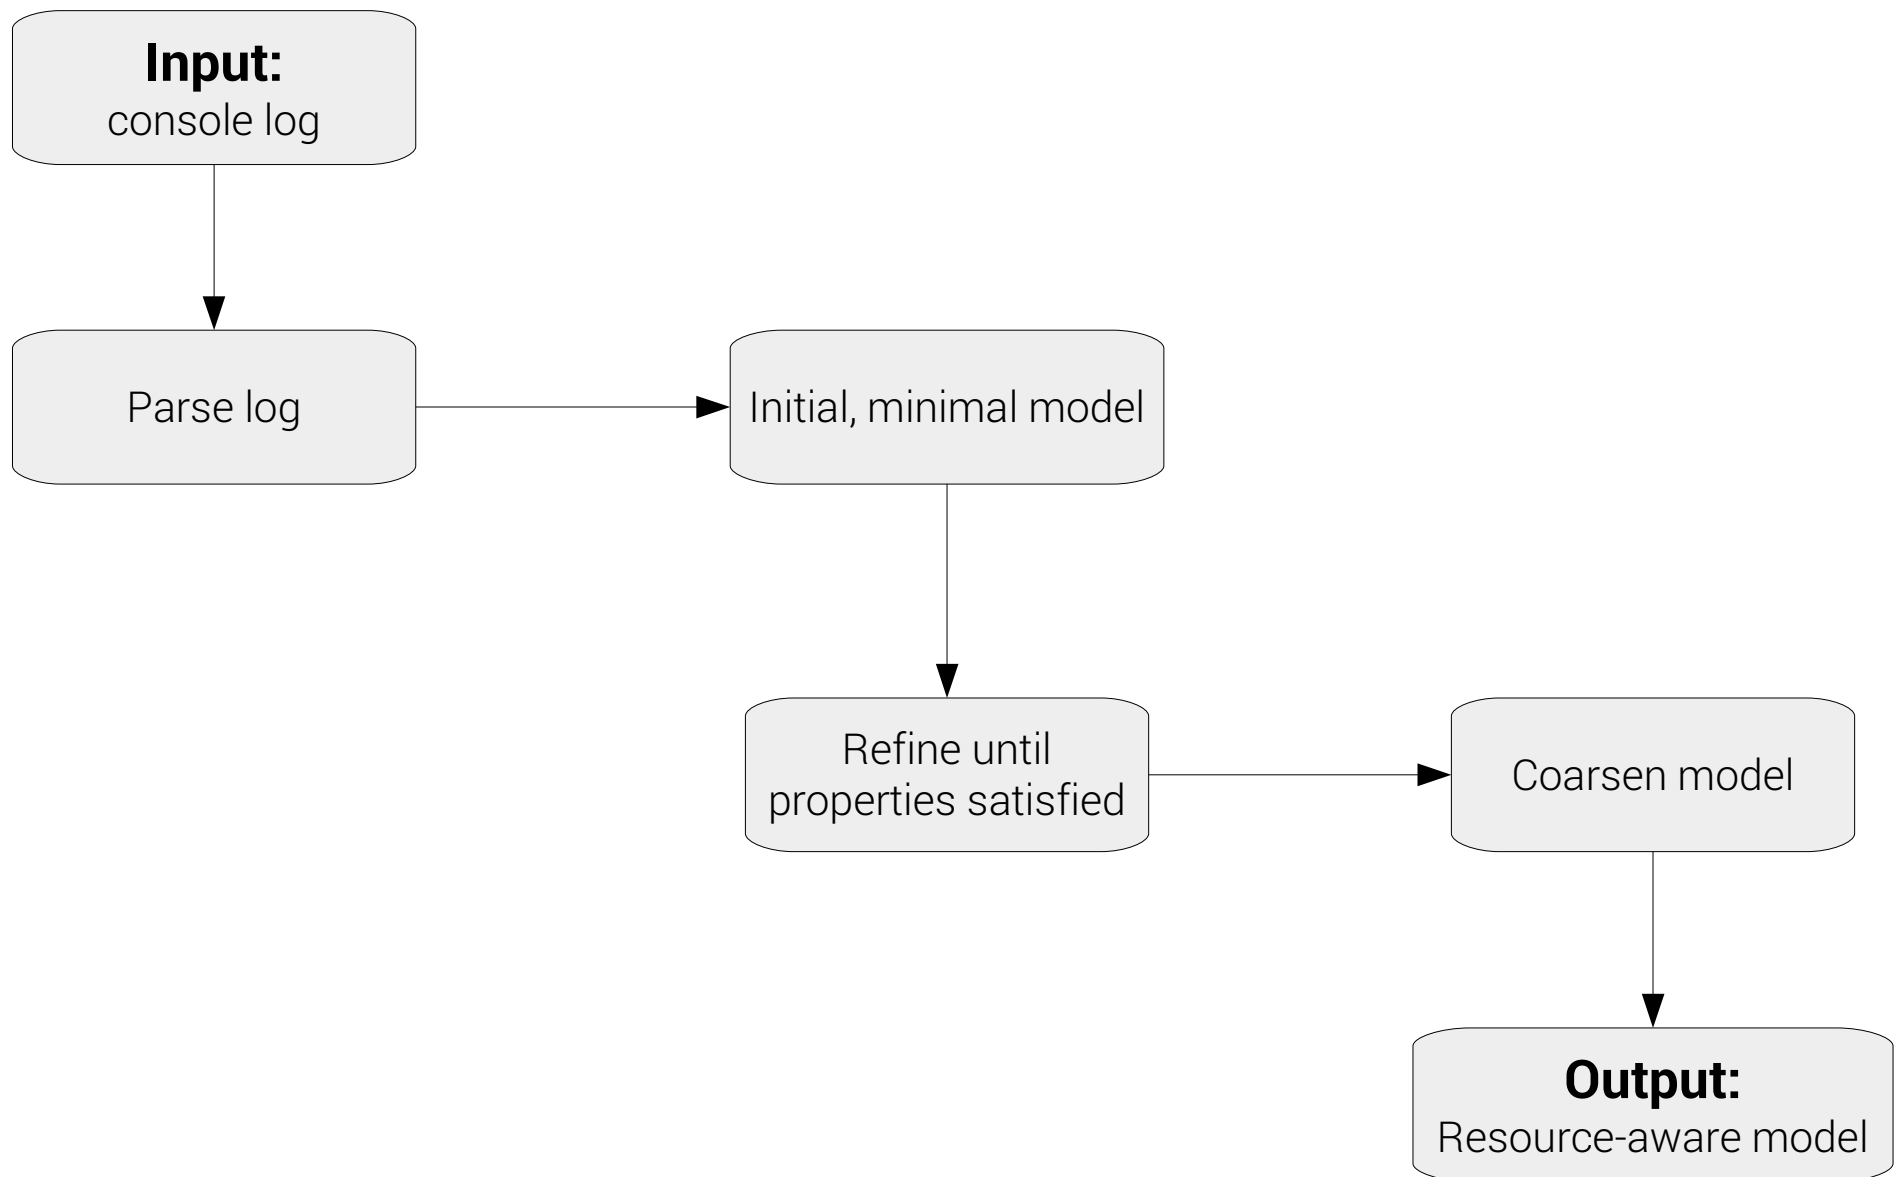 Input:
console log
Parse log
Initial, minimal model
Refine until
properties satisfied
Coarsen model
Output:
Resource-aware model